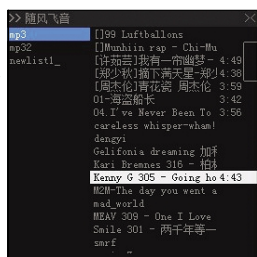 >> 随风飞音
mp3
mp32
newlist1_
[]99 Luftballons
[]Munhiin rap - Chi-Mu
[许茹芸]我有一帘幽梦- 4:49
[郑少秋]摘下满天星-郑少 4:38
[周杰伦]青花瓷 周杰伦 3:59
01-海盗船长 3:42
04.I've Never Been To 3:56
careless whisper-wham!
dengyi
Gelifonia dreaming 加利
Kari Bremnes 316 - 柏林
Kenny G 305 - Going ho 4:43
M2M-The day you went a
mad_world
MEAV 309 - One I Love
Smile 301 - 两千年等一
smrf